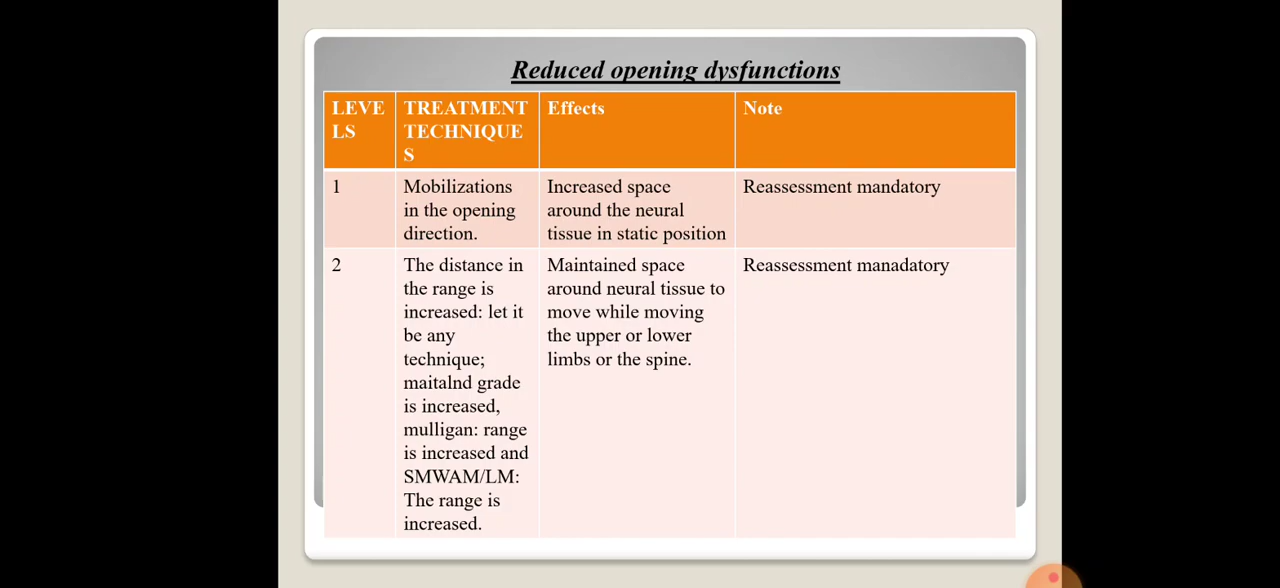 Reduced opening dysfunctions
LEVE
LS
TREATMENT
TECHNIQUE
S
Effects
Note
1
Mobilizations
in the opening
direction.
Increased space
around the neural
tissue in static position
Reassessment mandatory
2
The distance in
the range is
increased: let it
be any
technique;
maitalnd grade
is increased,
mulligan: range
is increased and
SMWAM/LM:
The range is
increased.
Maintained space
around neural tissue to
move while moving
the upper or lower
limbs or the spine.
Reassessment manadatory